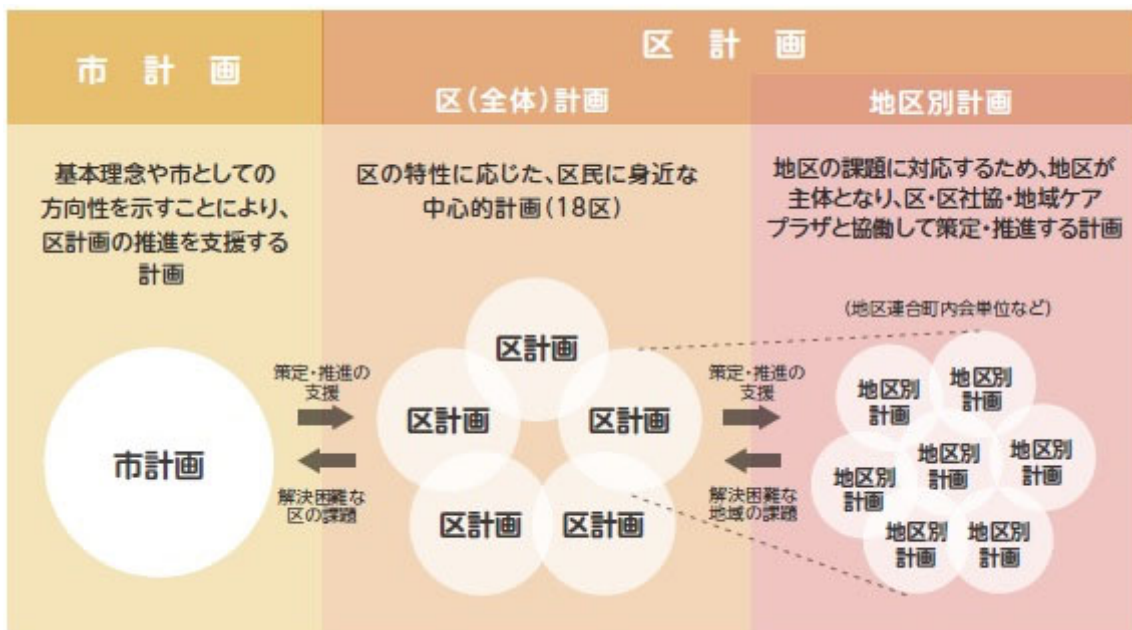 市計画
区計画
区(全体)計画
地区別計画
基本理念や市としての
方向性を示すことにより、
区計画の推進を支援する
計画
区の特性に応じた、区民に身近な
中心的計画(18区)
地区の課題に対応するため、地区が
主体となり、区・区社協・地域ケア
プラザと協働して策定・推進する計画
(地区連合町内会単位など)
市計画
策定・推進の
支援
解決困難な
区の課題
区計画
区計画
区計画
区計画
区計画
策定・推進の
支援
解決困難な
地域の課題
地区別
計画
地区別
計画
地区別
計画
地区別
計画
地区別
計画
地区別
計画
地区別
計画